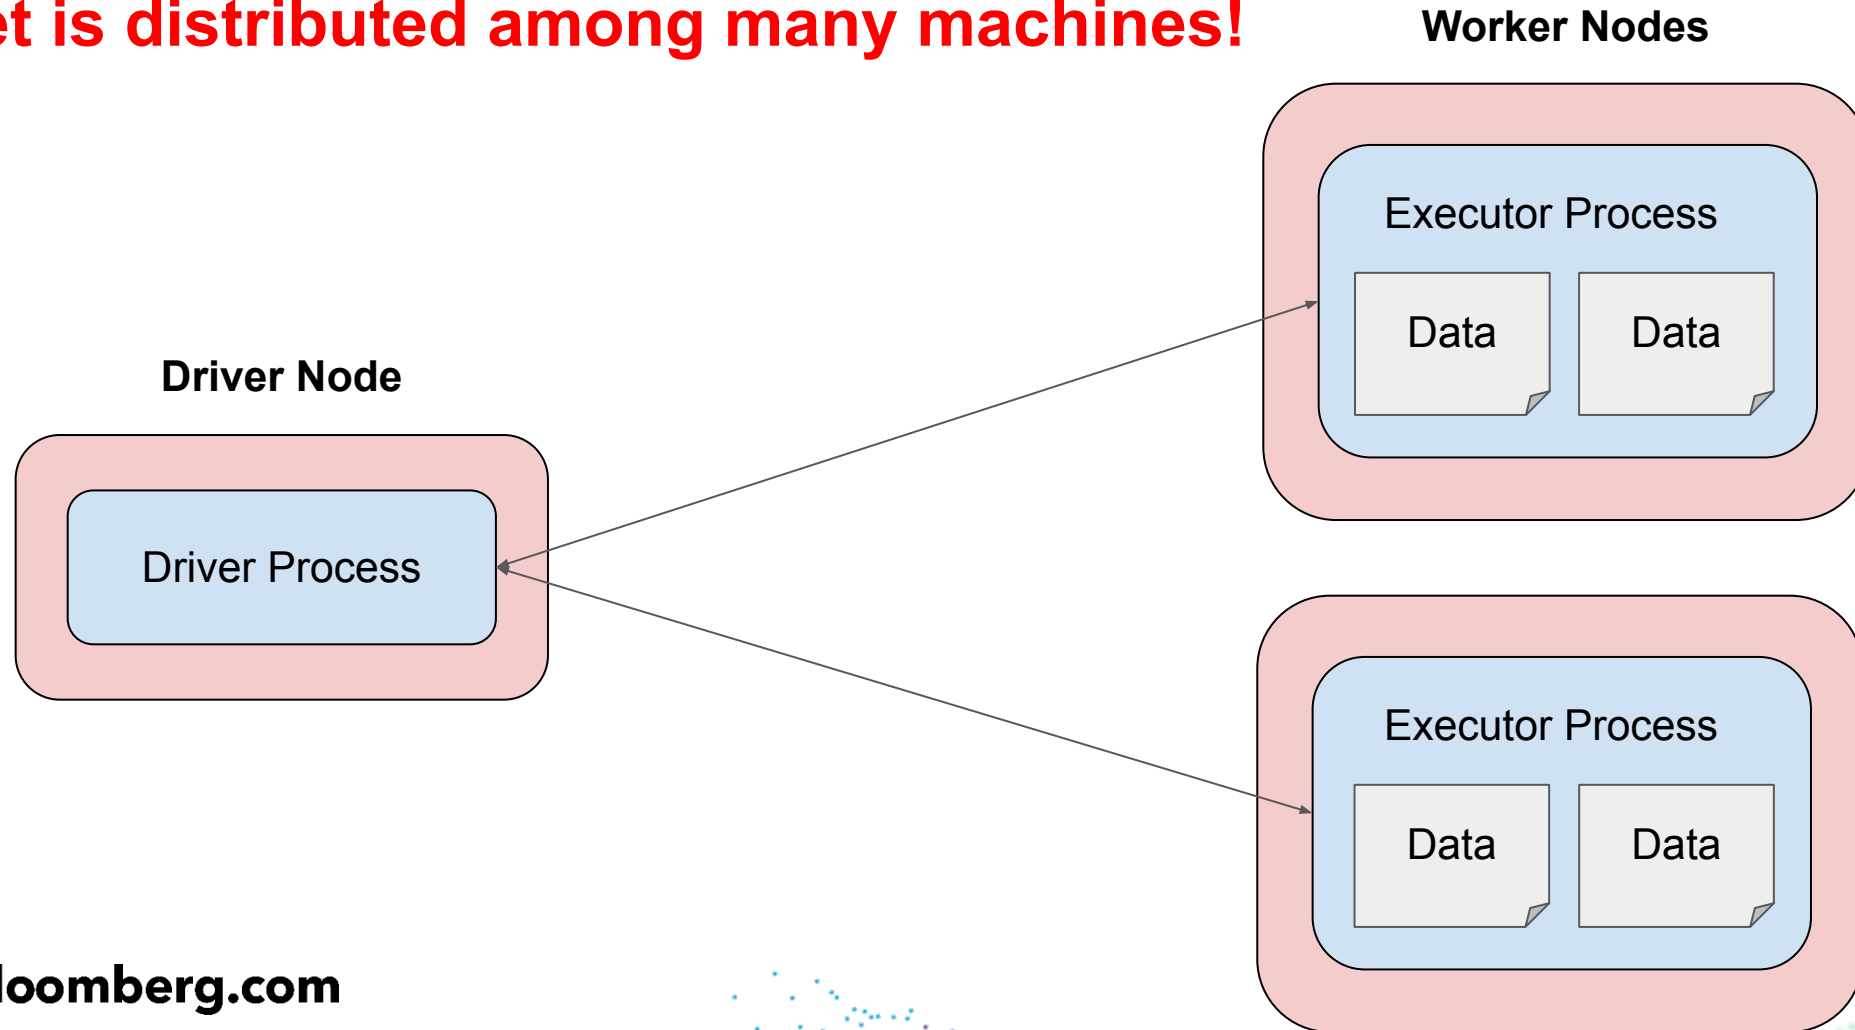 et is distributed among many machines!
Worker Nodes
Executor Process
Data Data
Driver Node
Driver Process
Executor Process
Data Data
loomberg.com